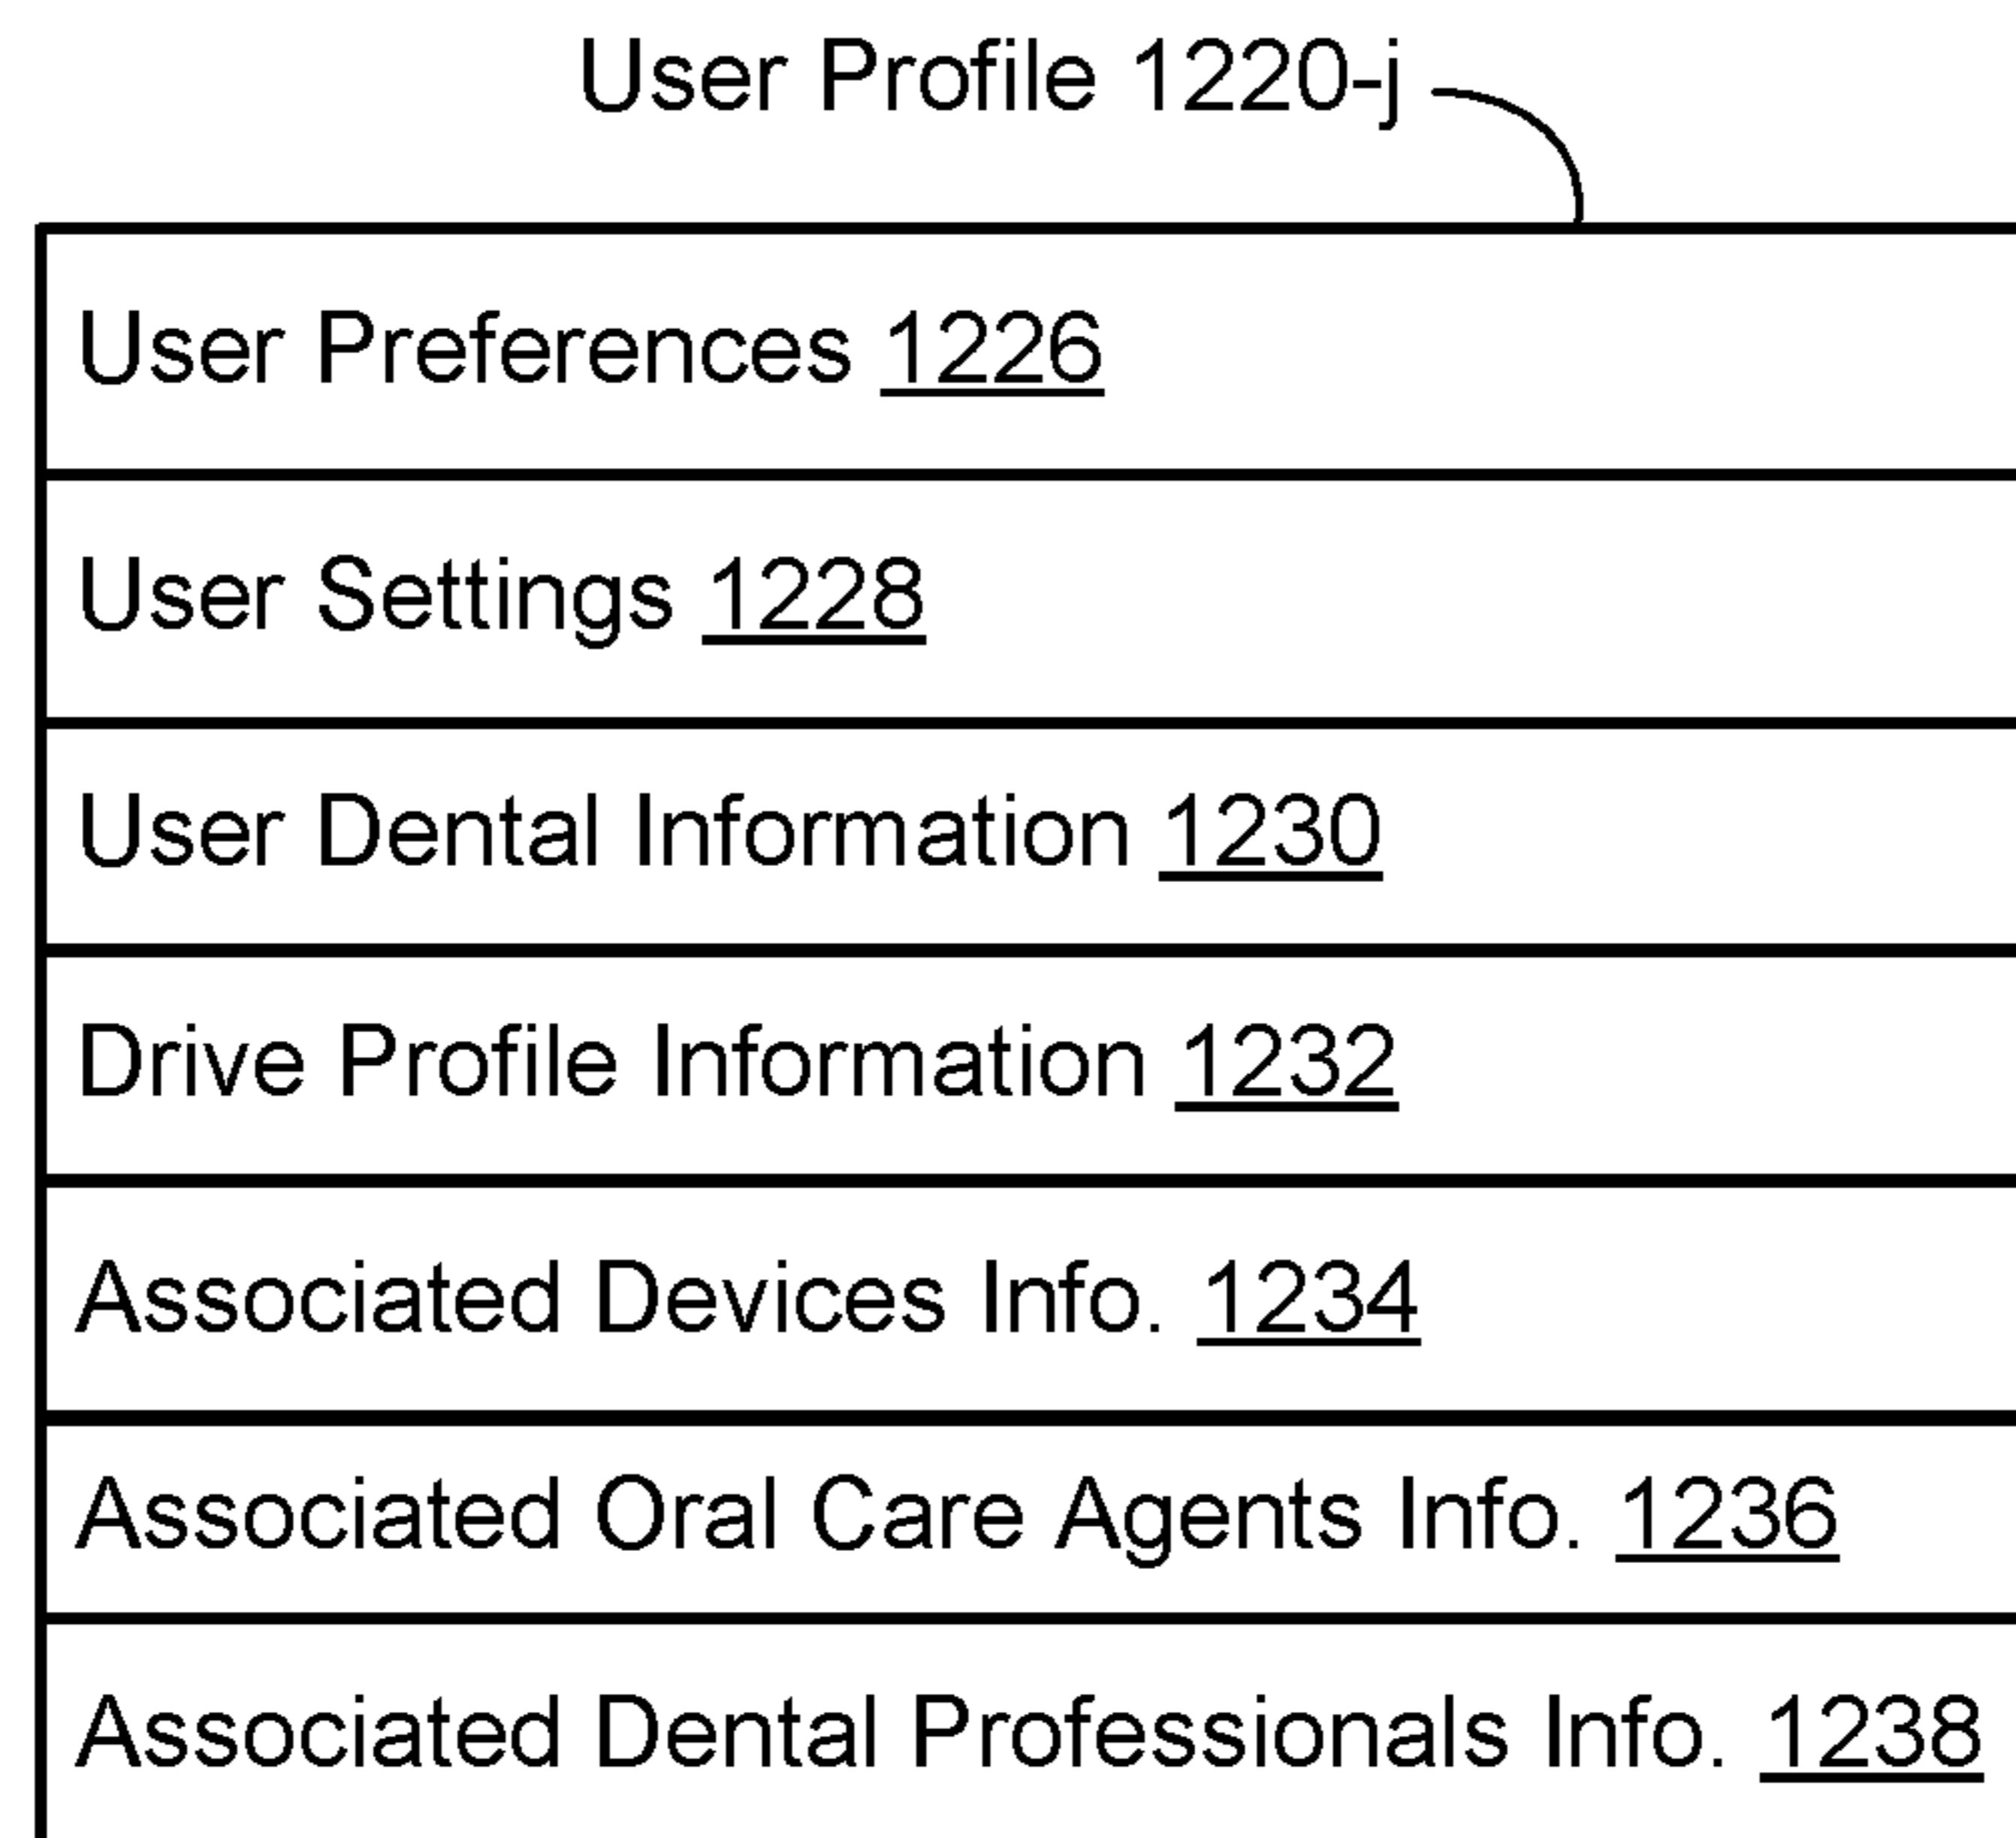 User Profile 1220-j
User Preferences 1226
User Settings 1228
User Dental Information 1230
Drive Profile Information 1232
Associated Devices Info. 1234
Associated Oral Care Agents Info. 1236
Associated Dental Professionals Info. 1238